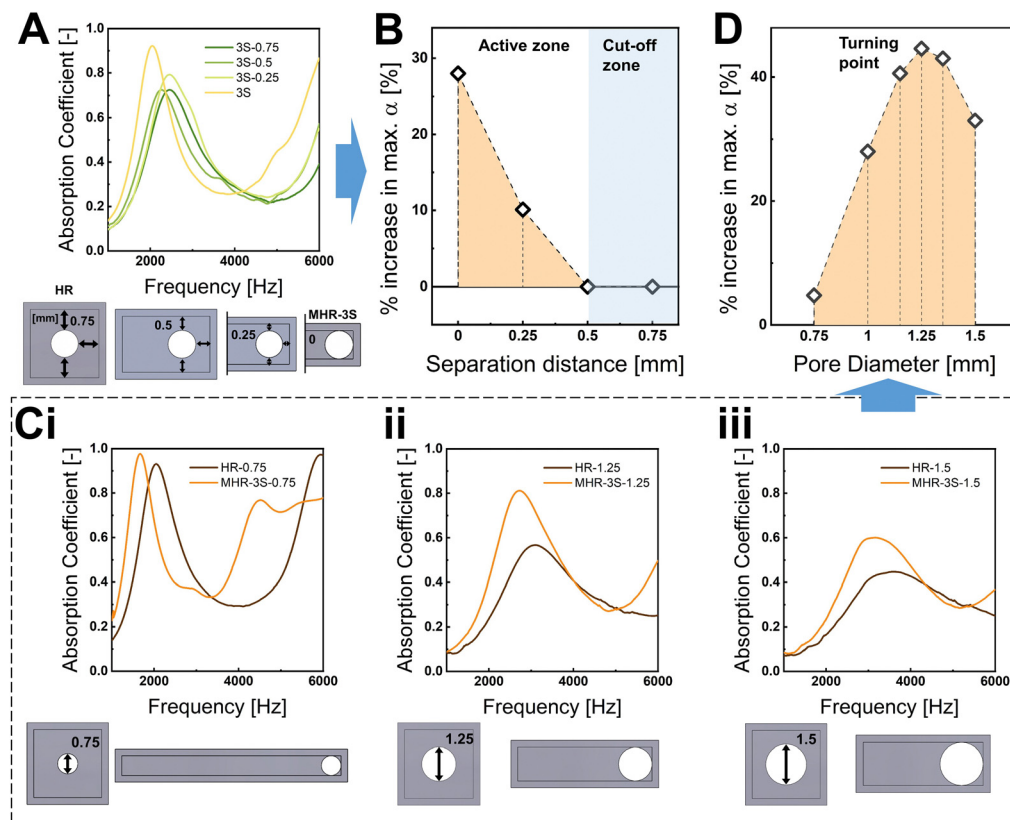 A
Absorption Coefficient [-]
1.0
0.8
0.6
0.4
0.2
0.0
3S-0.75
3S-0.5
3S-0.25
3S
2000
4000
6000
Frequency [Hz]
HR
[mm]
0.75
0.5
0.25
MHR-3S
0
B
% increase in max. α [%]
30
20
10
0
Active zone
Cut-off
zone
0
0.25
0.5
0.75
Separation distance [mm]
D
% increase in max. α [%]
40
20
0
Turning
point
0.75
1
1.25
1.5
Pore Diameter [mm]
Ci
Absorption Coefficient [-]
1.0
0.8
0.6
0.4
0.2
0.0
HR-0.75
MHR-3S-0.75
2000
4000
6000
Frequency [Hz]
0.75
ii
Absorption Coefficient [-]
1.0
0.8
0.6
0.4
0.2
0.0
HR-1.25
MHR-3S-1.25
2000
4000
6000
Frequency [Hz]
1.25
iii
Absorption Coefficient [-]
1.0
0.8
0.6
0.4
0.2
0.0
HR-1.5
MHR-3S-1.5
2000
4000
6000
Frequency [Hz]
1.5